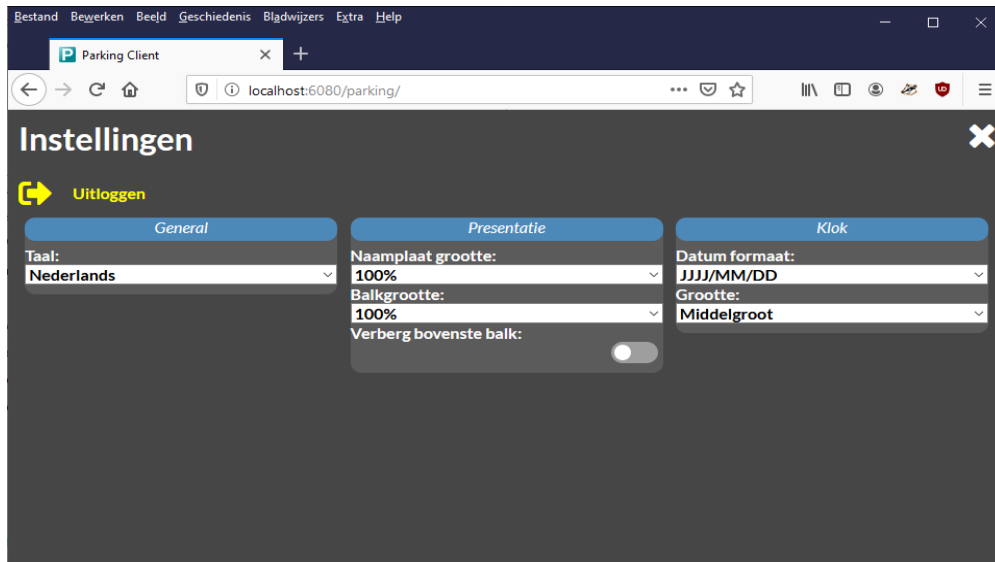 Bestand Bewerken Beeld Geschiedenis Bladwijzers Extra Help
Parking Client
localhost:6080/parking/
Instellingen
Uitloggen
General
Taal:
Nederlands
Presentatie
Naamplaat grootte:
100%
Balkgrootte:
100%
Verberg bovenste balk:
Klok
Datum formaat:
JJJJ/MM/DD
Grootte:
Middelgroot